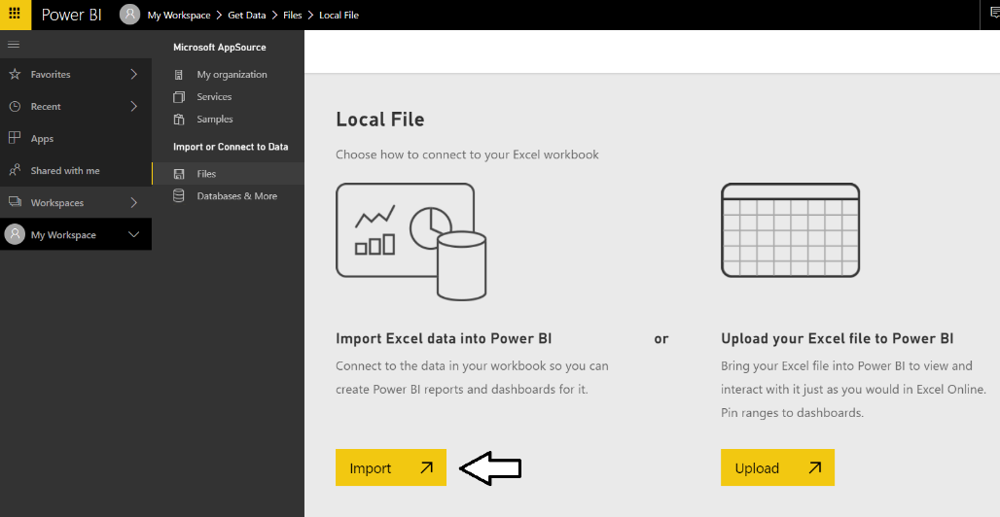 Power BI
My Workspace > Get Data > Files > Local File
Favorites
Recent
Apps
Shared with me
Workspaces
My Workspace
Microsoft AppSource
My organization
Services
Samples
Import or Connect to Data
Files
Databases & More
Local File
Choose how to connect to your Excel workbook
Import Excel data into Power BI
Connect to the data in your workbook so you can
create Power BI reports and dashboards for it.
Import
or
Upload your Excel file to Power BI
Bring your Excel file into Power BI to view and
interact with it just as you would in Excel Online.
Pin ranges to dashboards.
Upload